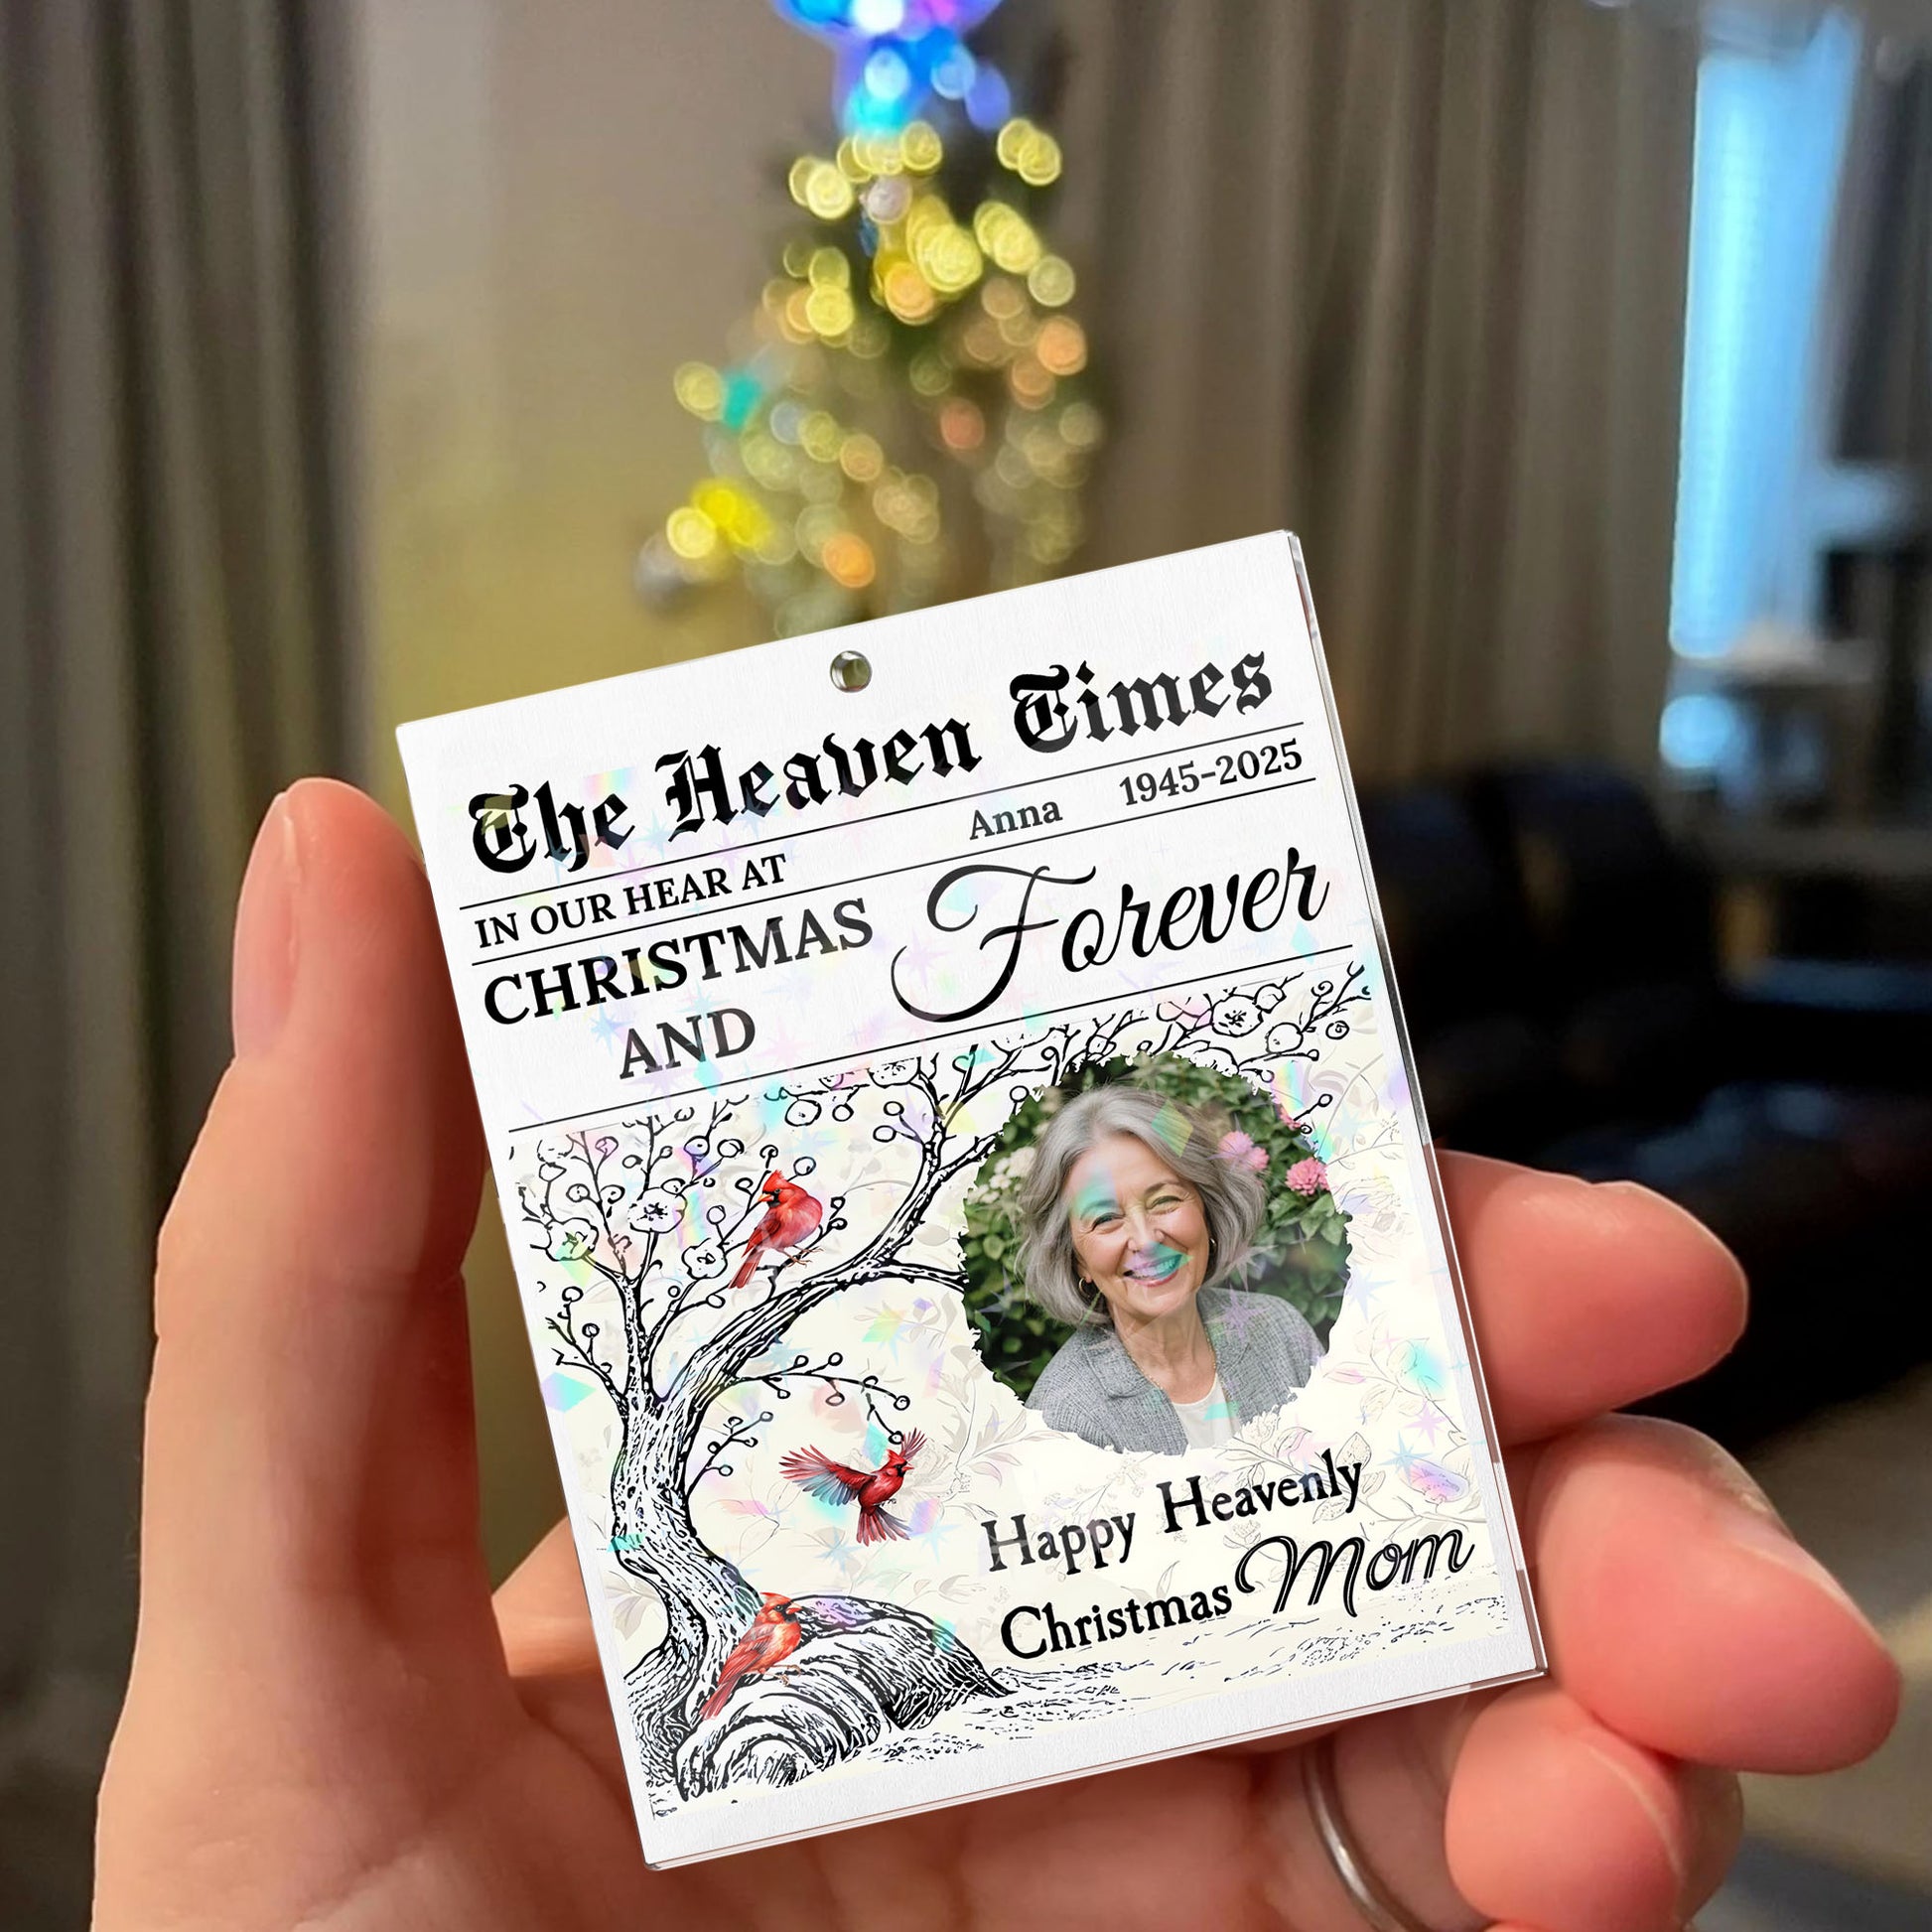 The Heaven Times
IN OUR HEAR AT Anna 1945-2025
CHRISTMAS
AND
Forever
Happy Heavenly
Christmas Mom